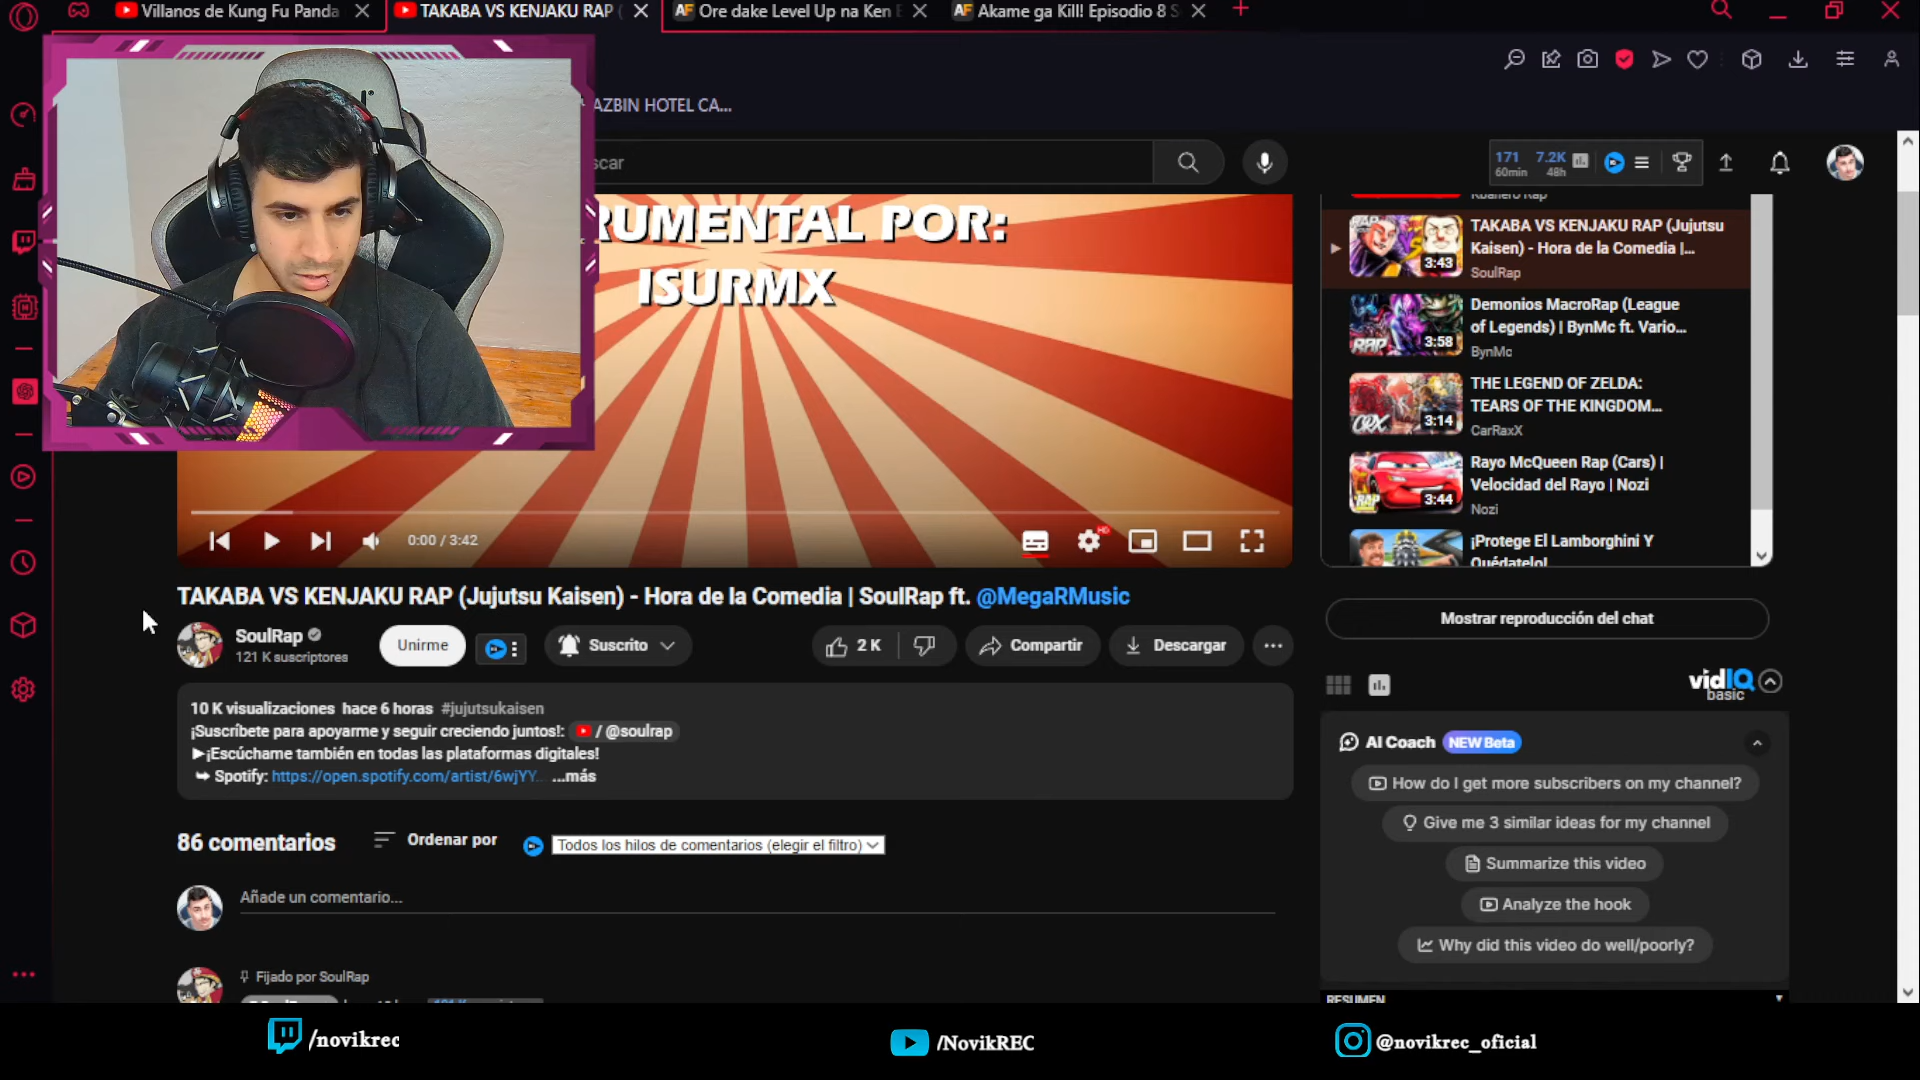 Villanos de Kung Fu Panda
TAKABA VS KENJAKU RAP (
Ore dake Level Up na Ken
Akame ga Kill! Episodio 8 S
AZBIN HOTEL CA...
scar
171
60min
7.2K
48h
RUMENTAL POR:
ISURMX
0:00 / 3:42
TAKABA VS KENJAKU RAP (Jujutsu
Kaisen) - Hora de la Comedia |...
SoulRap
3:43
Demonios MacroRap (League
of Legends) | BynMc ft. Vario...
BynMc
3:58
THE LEGEND OF ZELDA:
TEARS OF THE KINGDOM...
CarRaxX
3:14
Rayo McQueen Rap (Cars) |
Velocidad del Rayo | Nozi
Nozi
3:44
¡Protege El Lamborghini Y
Quédatelo!
TAKABA VS KENJAKU RAP (Jujutsu Kaisen) - Hora de la Comedia | SoulRap ft. @MegaRMusic
SoulRap
121 K suscriptores
Unirme
Suscrito
2 K
Compartir
Descargar
10 K visualizaciones hace 6 horas #jujutsukaisen
¡Suscríbete para apoyarme y seguir creciendo juntos!: / @soulrap
►¡Escúchame también en todas las plataformas digitales!
➥ Spotify: https://open.spotify.com/artist/6wjYY... ...más
86 comentarios
Ordenar por
Todos los hilos de comentarios (elegir el filtro)
Añade un comentario...
Fijado por SoulRap
Mostrar reproducción del chat
vidIQ
basic
AI Coach NEW Beta
How do I get more subscribers on my channel?
Give me 3 similar ideas for my channel
Summarize this video
Analyze the hook
Why did this video do well/poorly?
RESUMEN
/novikrec
/NovikREC
@novikrec_oficial